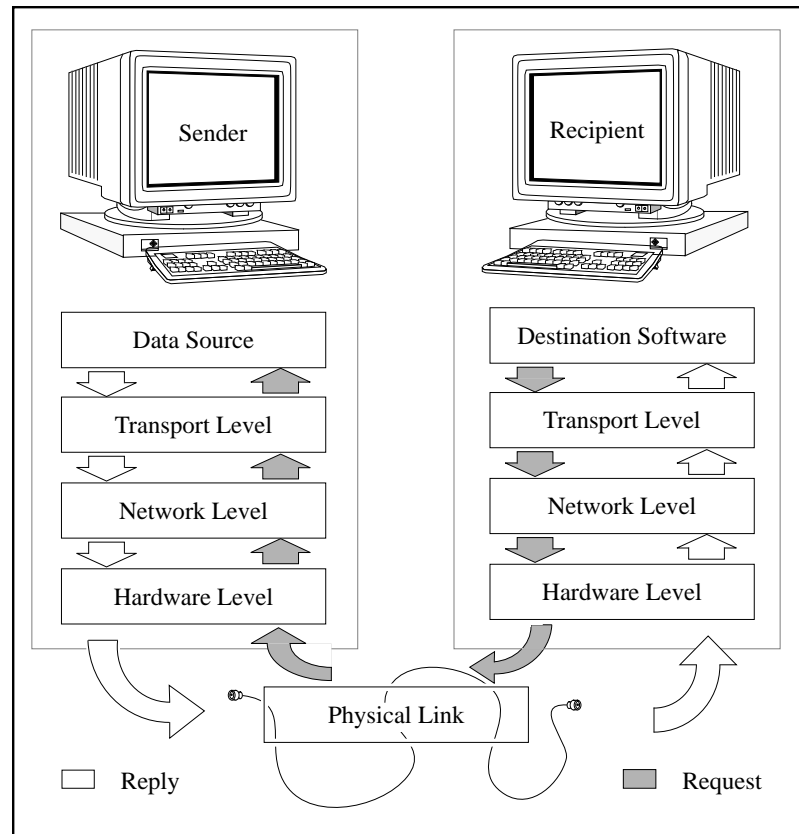 Sender
Recipient
Data Source
Destination Software
Transport Level
Transport Level
Network Level
Network Level
Hardware Level
Hardware Level
Physical Link
Reply
Request